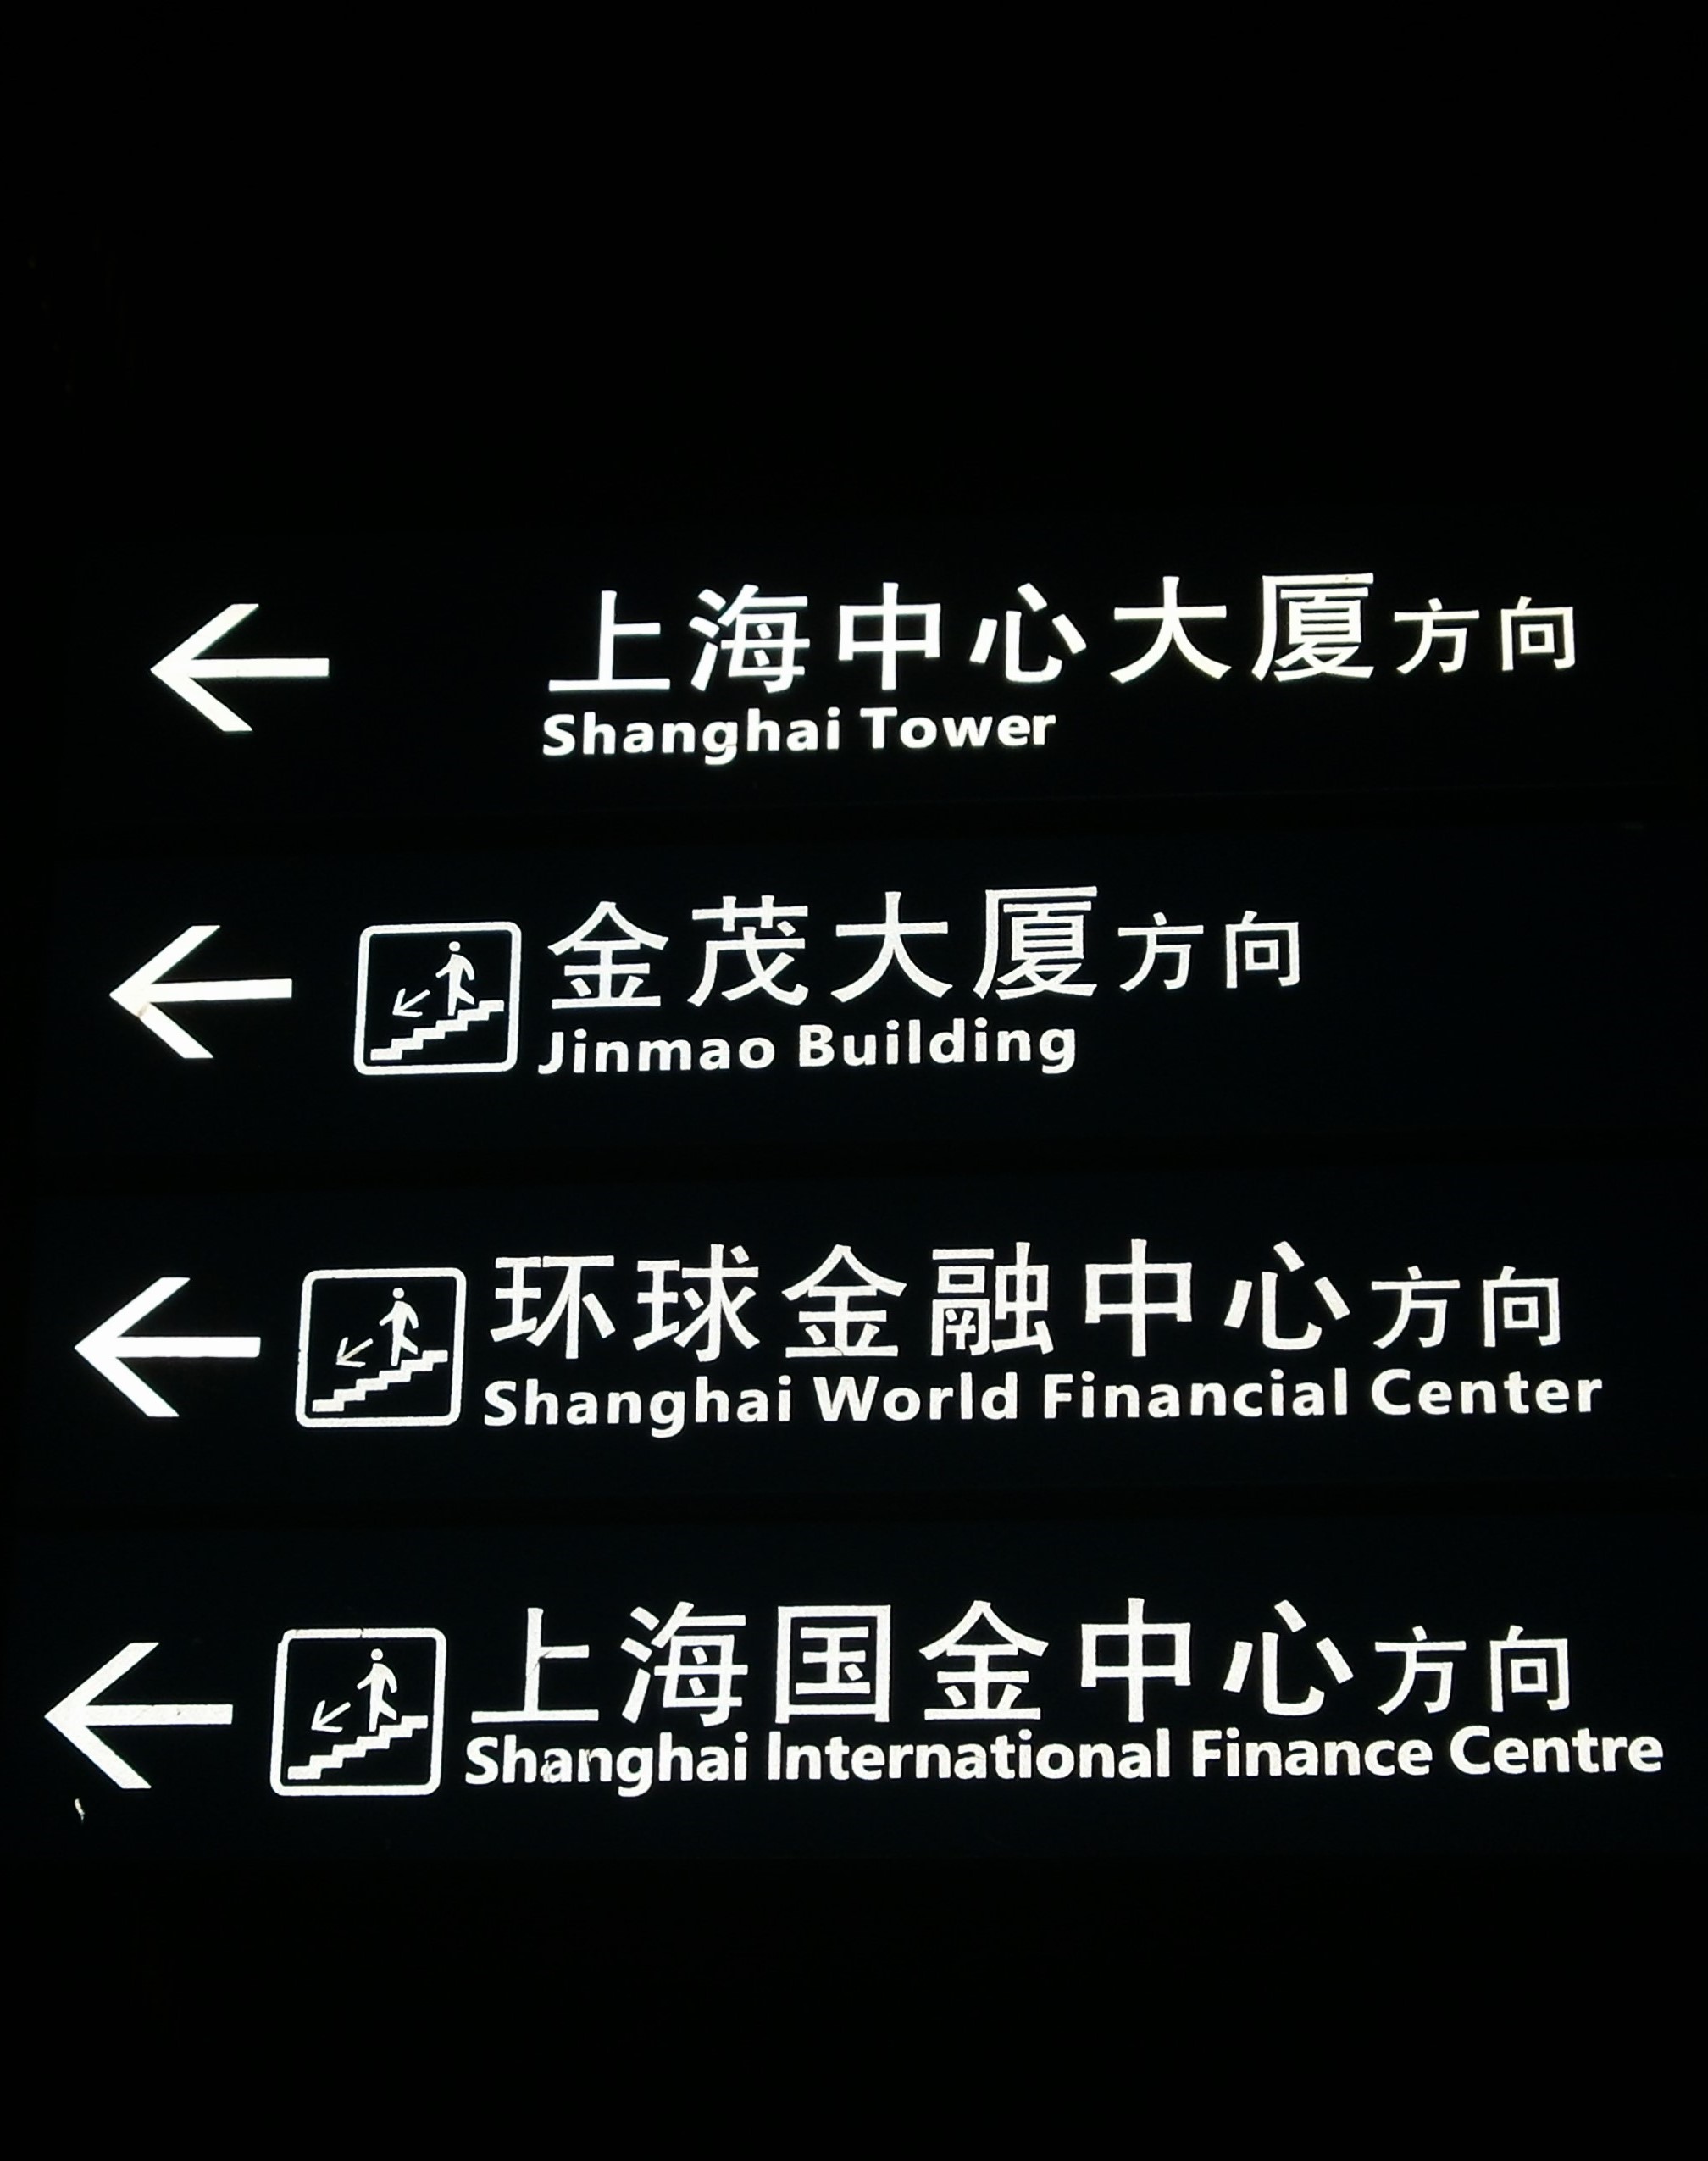 上海中心大厦方向
Shanghai Tower
金茂大厦方向
Jinmao Building
环球金融中心方向
Shanghai World Financial Center
上海国金中心方向
Shanghai International Finance Centre